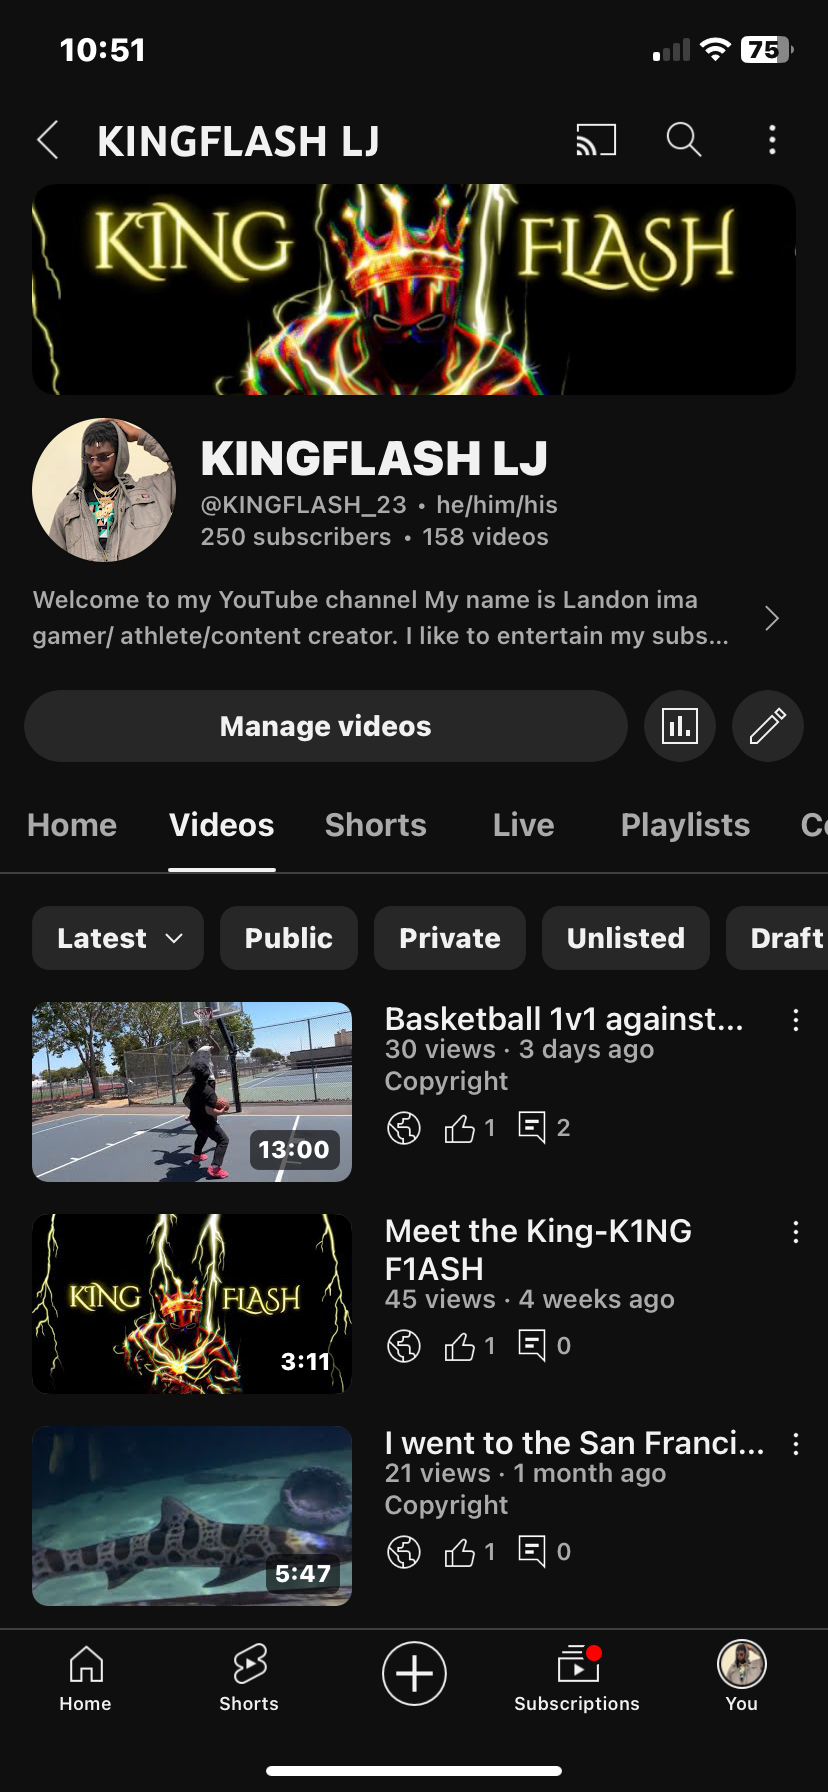 10:51
75
KINGFLASH LJ
KING FLASH
KINGFLASH LJ
@KINGFLASH_23 • he/him/his
250 subscribers • 158 videos
Welcome to my YouTube channel My name is Landon ima
gamer/ athlete/content creator. I like to entertain my subs...
Manage videos
Home Videos Shorts Live Playlists Co
Latest Public Private Unlisted Draft
Basketball 1v1 against...
30 views · 3 days ago
Copyright
1 2
13:00
Meet the King-K1NG
F1ASH
45 views · 4 weeks ago
1 0
KING FLASH
3:11
I went to the San Franci...
21 views · 1 month ago
Copyright
1 0
5:47
Home Shorts Subscriptions You